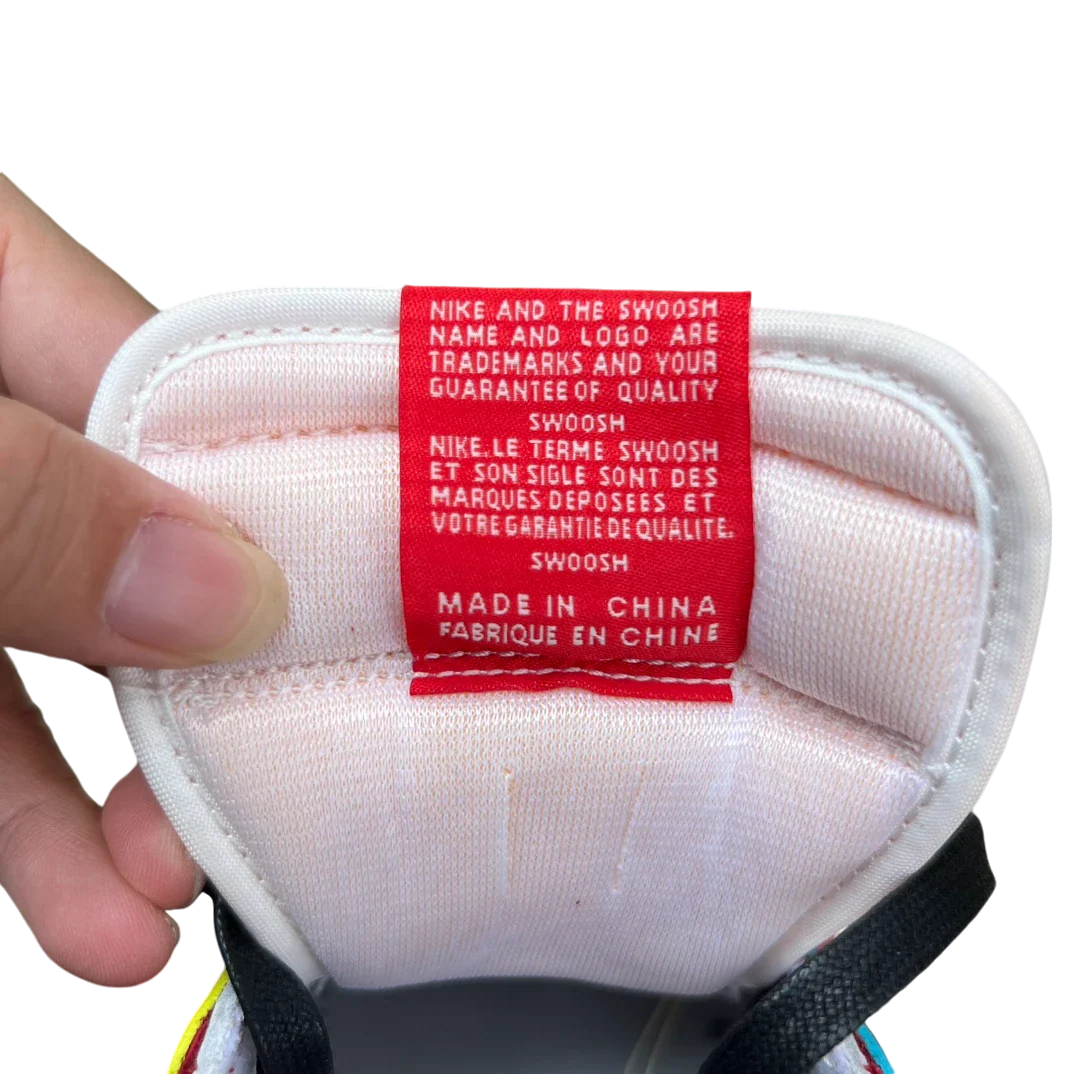 NIKE AND THE SWOOSH
NAME AND LOGO ARE
TRADEMARKS AND YOUR
GUARANTEE OF QUALITY
SWOOSH
NIKE.LE TERME SWOOSH
ET SON SIGLE SONT DES
MARQUES DEPOSEES ET
VOTRE GARANTIE DE QUALITE.
SWOOSH
MADE IN CHINA
FABRIQUE EN CHINE